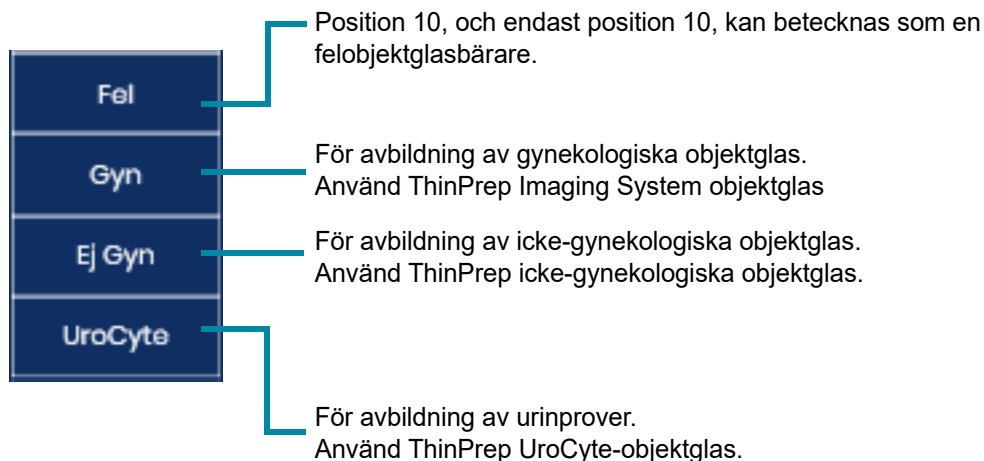 Position 10, och endast position 10, kan betecknas som en
felobjektglasbärare.
Fel
Gyn
För avbildning av gynekologiska objektglas.
Använd ThinPrep Imaging System objektglas
Ej Gyn
För avbildning av icke-gynekologiska objektglas.
Använd ThinPrep icke-gynekologiska objektglas.
UroCyte
För avbildning av urinprover.
Använd ThinPrep UroCyte-objektglas.